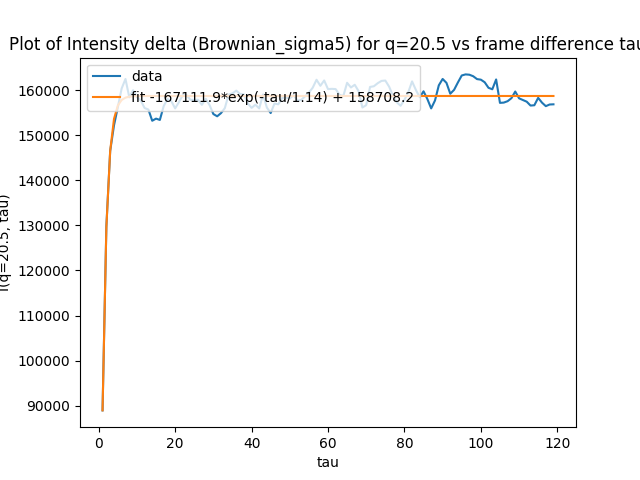 Plot of Intensity delta (Brownian_sigma5) for q=20.5 vs frame difference tau
data
fit -167111.9*exp(-tau/1.14) + 158708.2
160000
150000
140000
130000
120000
110000
100000
90000
I(q=20.5, tau)
0 20 40 60 80 100 120
tau